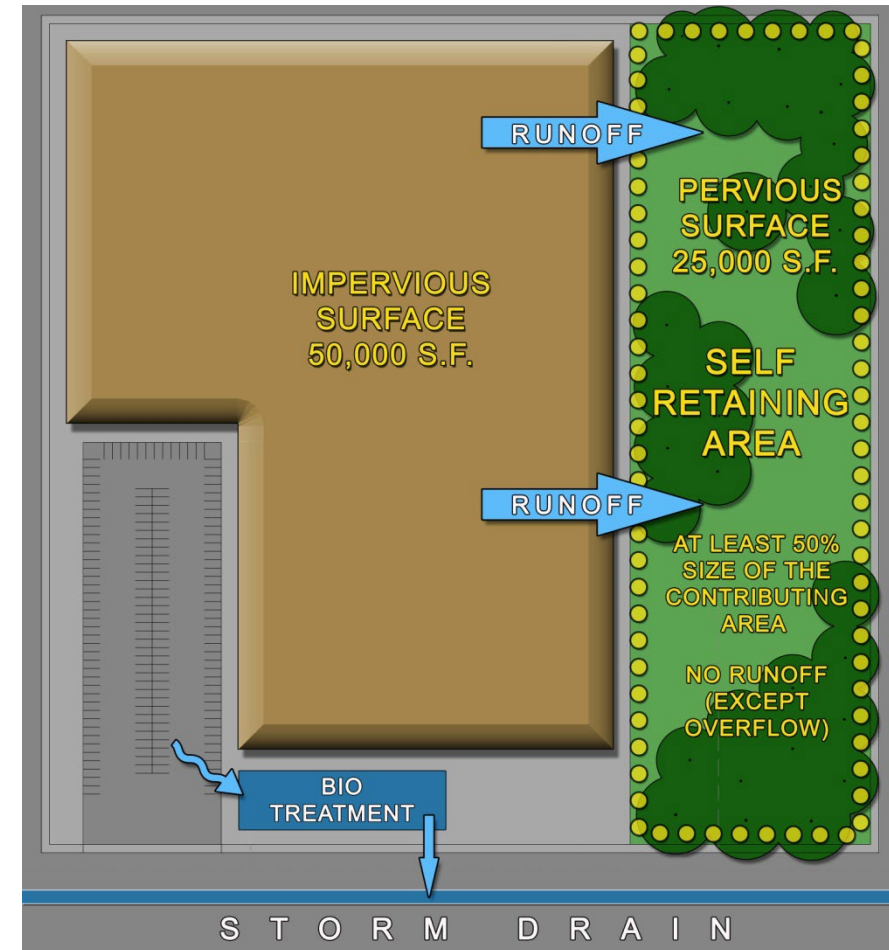 RUNOFF
PERVIOUS
SURFACE
25,000 S.F.
IMPERVIOUS
SURFACE
50,000 S.F.
SELF
RETAINING
AREA
RUNOFF
AT LEAST 50%
SIZE OF THE
CONTRIBUTING
AREA
NO RUNOFF
(EXCEPT
OVERFLOW)
BIO
TREATMENT
STORM DRAIN